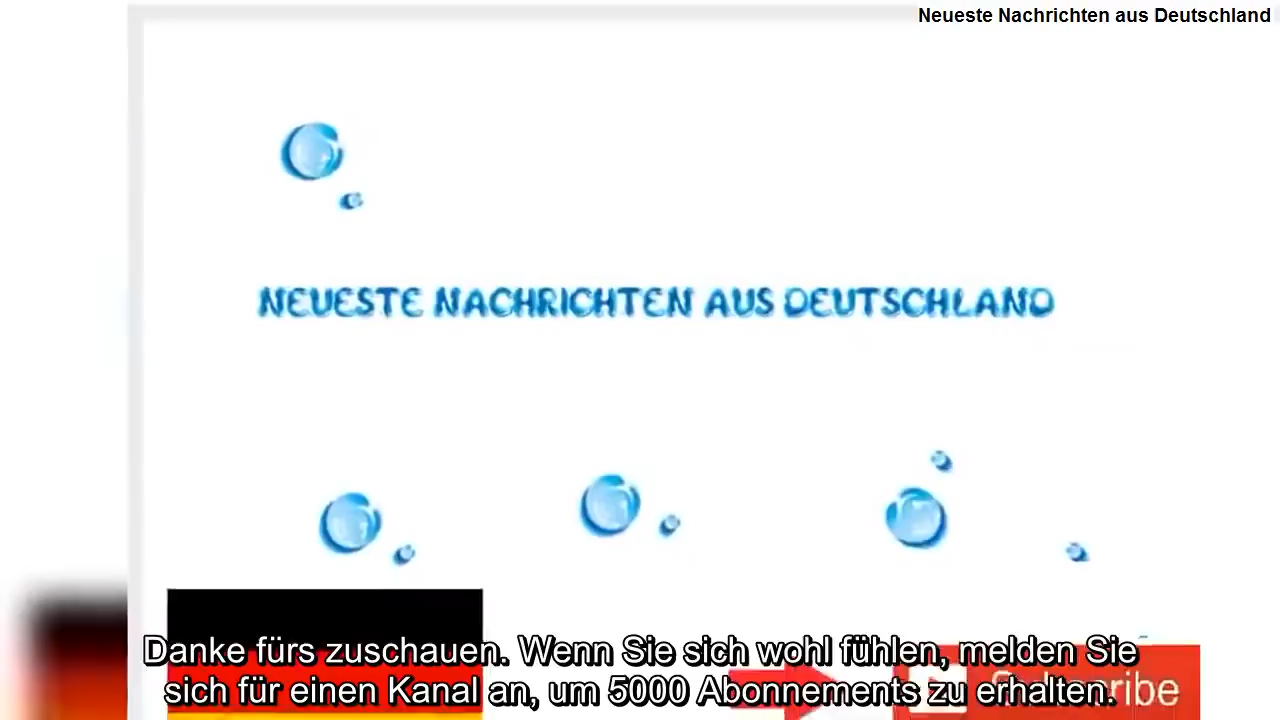 Neueste Nachrichten aus Deutschland
NEUESTE NACHRICHTEN AUS DEUTSCHLAND
Danke fürs zuschauen. Wenn Sie sich wohl fühlen, melden Sie
sich für einen Kanal an, um 5000 Abonnements zu erhalten.